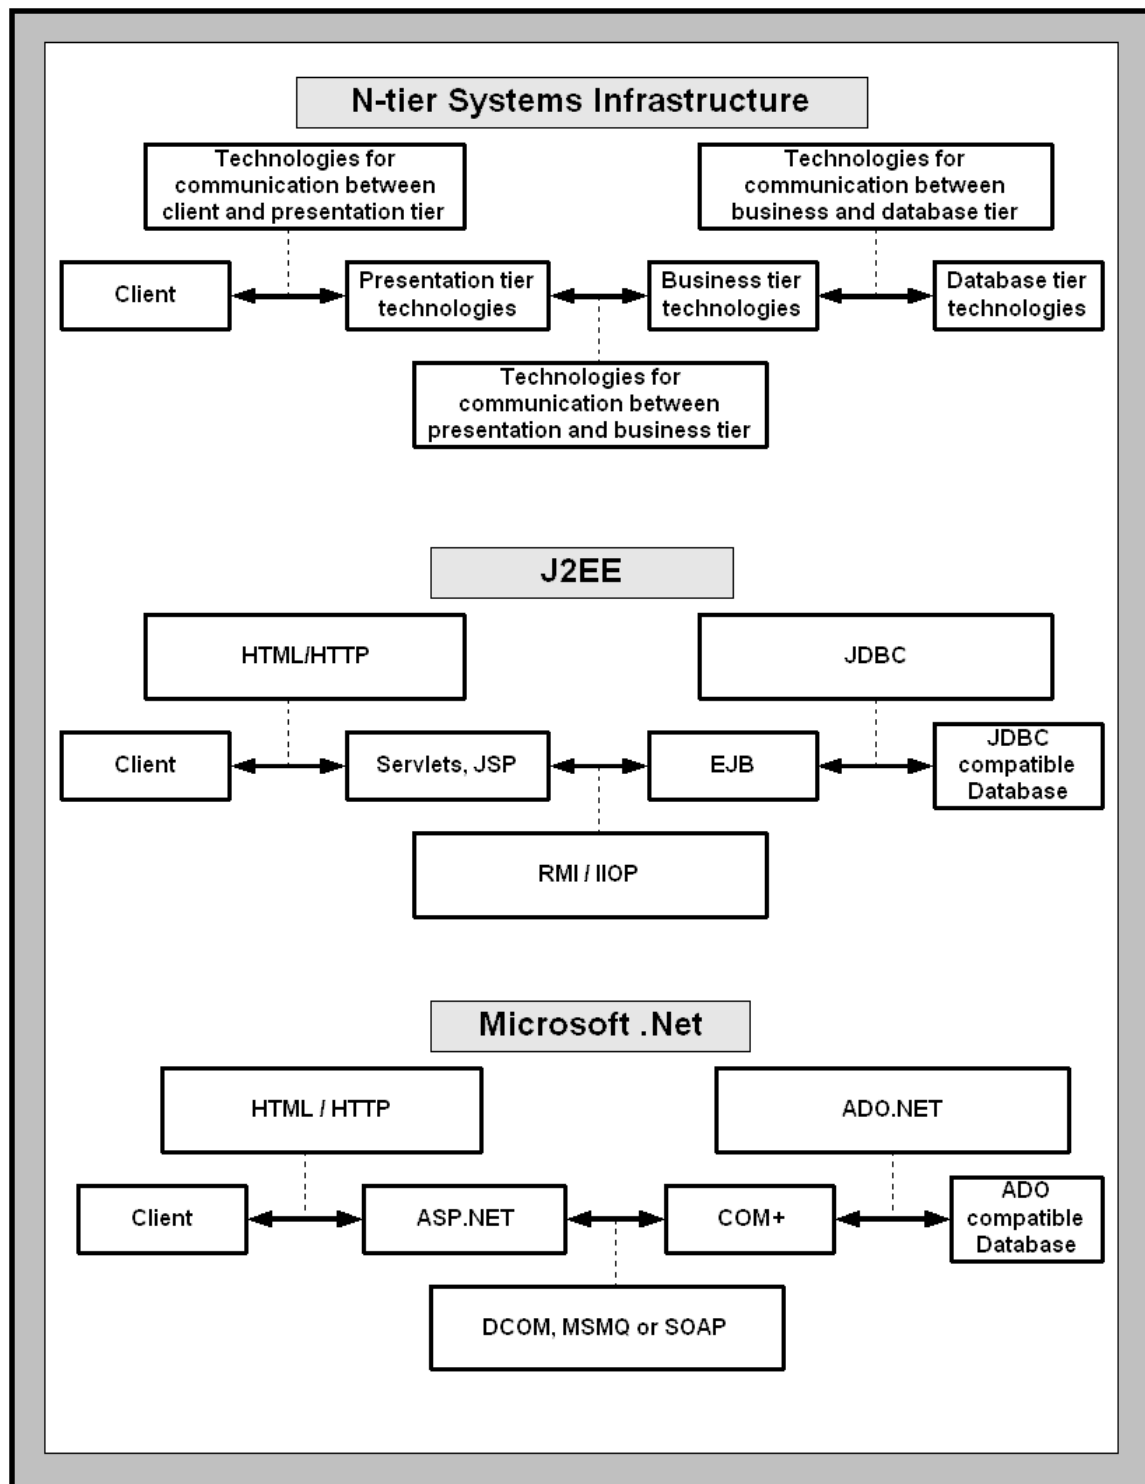 N-tier Systems Infrastructure
Technologies for
communication between
client and presentation tier
Technologies for
communication between
business and database tier
Client
Presentation tier
technologies
Business tier
technologies
Database tier
technologies
Technologies for
communication between
presentation and business tier
J2EE
HTML/HTTP
JDBC
Client
Servlets, JSP
EJB
JDBC
compatible
Database
RMI / IIOP
Microsoft .Net
HTML / HTTP
ADO.NET
Client
ASP.NET
COM+
ADO
compatible
Database
DCOM, MSMQ or SOAP